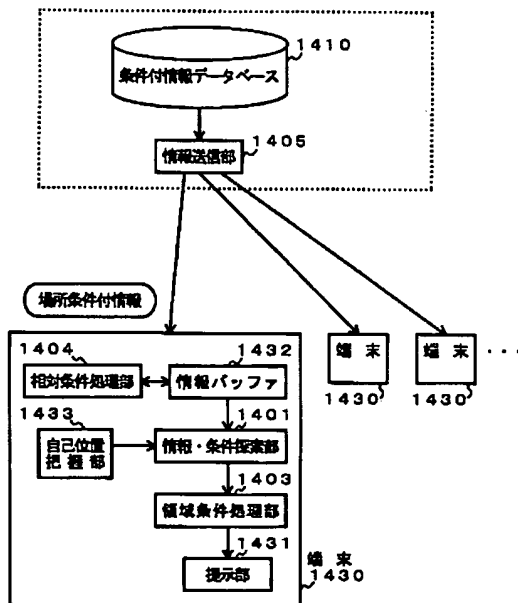 1410
条件付情報データベース
1405
情報送信部
場所条件付情報
1404
相対条件処理部
1432
情報バッファ
端末
1430
端末
1430
・・・
1433
自己位置
把握部
1401
情報・条件探索部
1403
領域条件処理部
1431
提示部
端末
1430